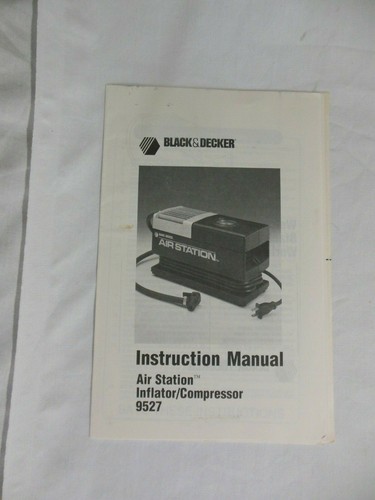 BLACK&DECKER
AIR STATION
Instruction Manual
Air Station™
Inflator/Compressor
9527